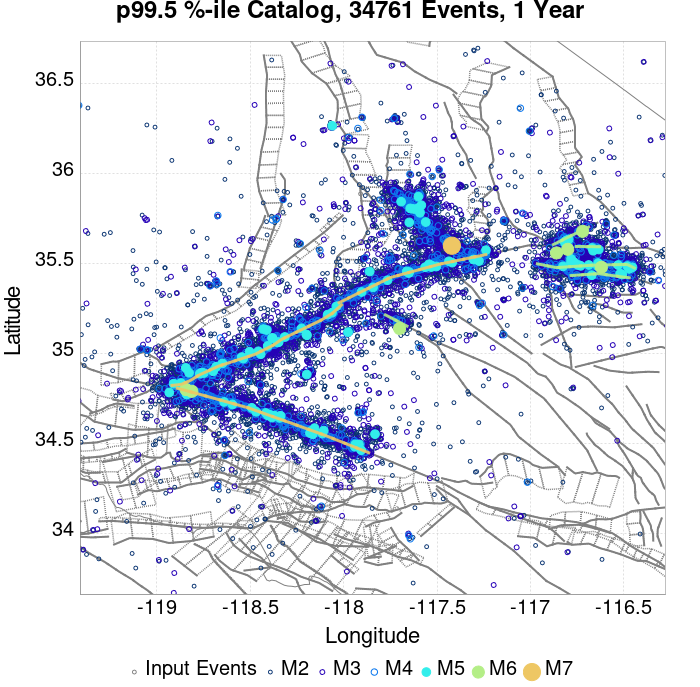 p99.5 %-ile Catalog, 34761 Events, 1 Year
36.5
36
35.5
35
34.5
34
Latitude
-119 -118.5 -118 -117.5 -117 -116.5
Longitude
Input Events M2 M3 M4 M5 M6 M7